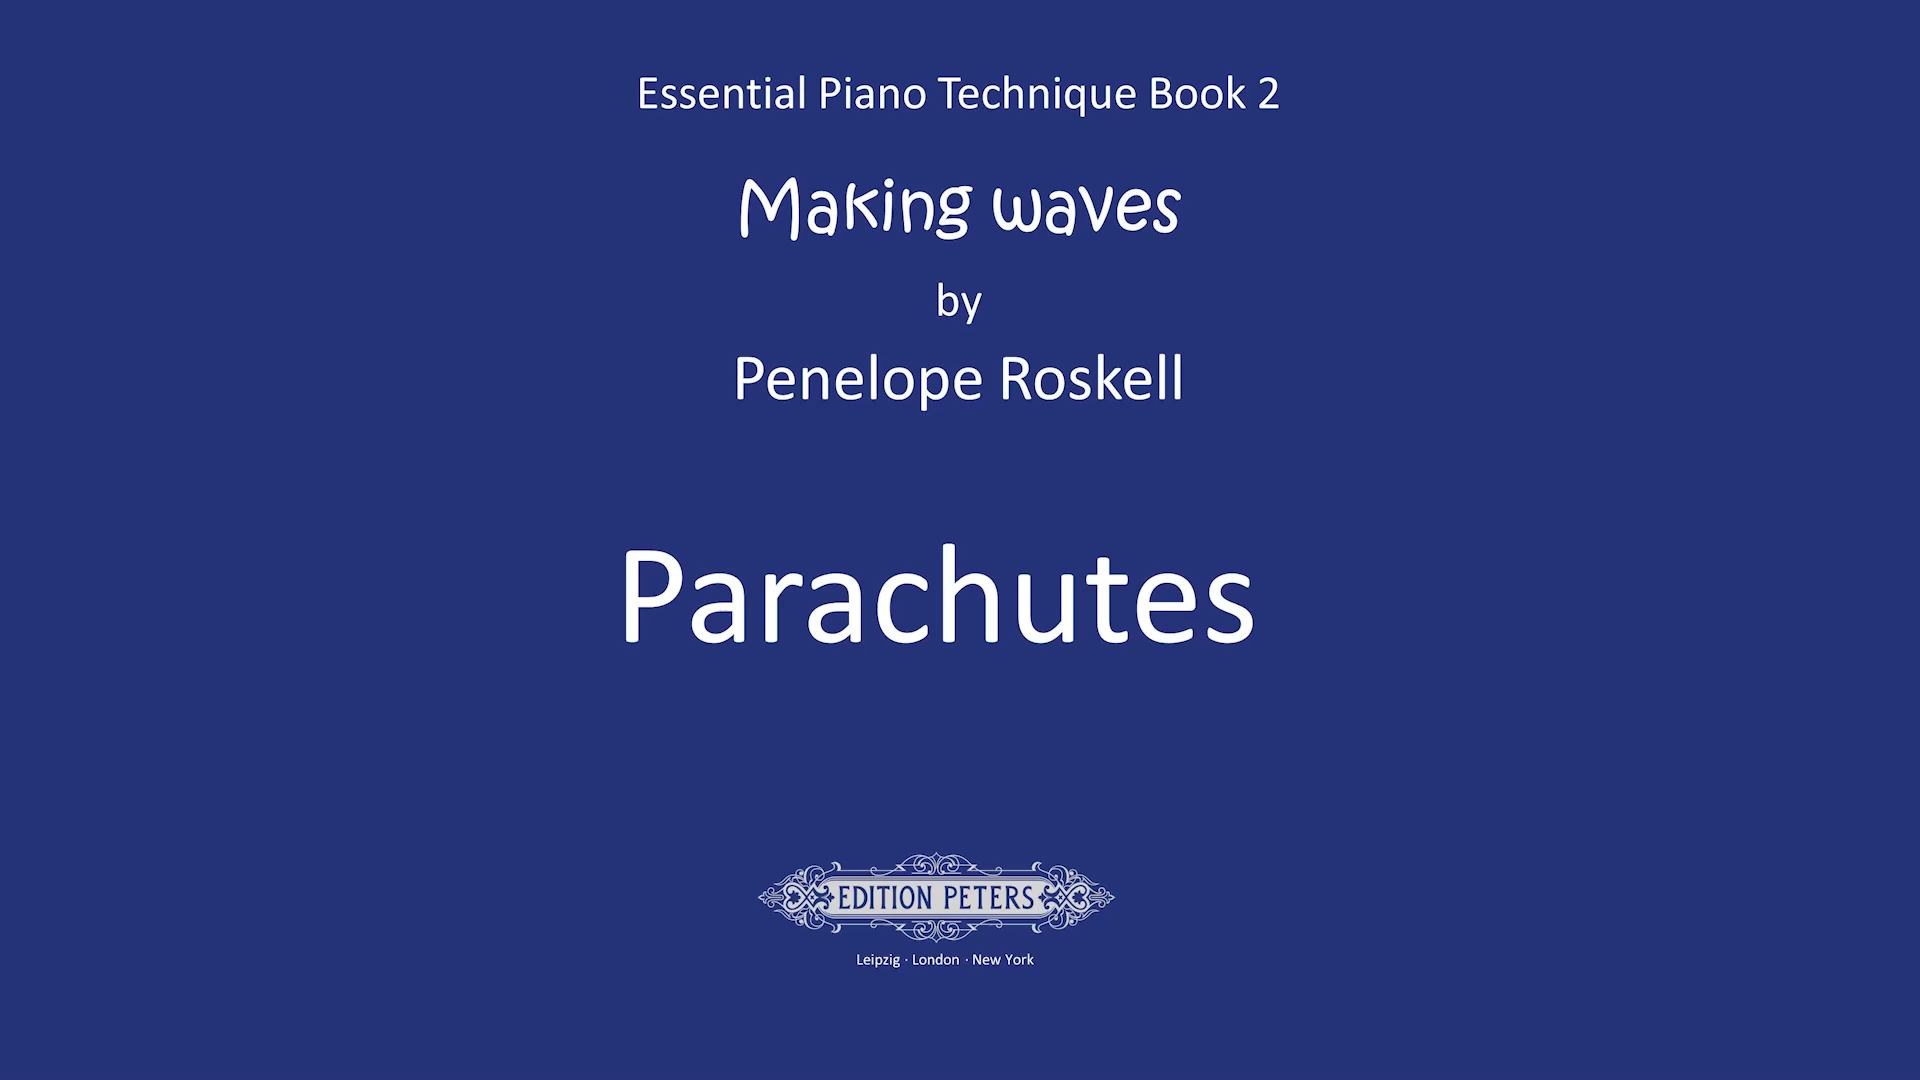 Essential Piano Technique Book 2
Making waves
by
Penelope Roskell
Parachutes
EDITION PETERS
Leipzig · London · New York